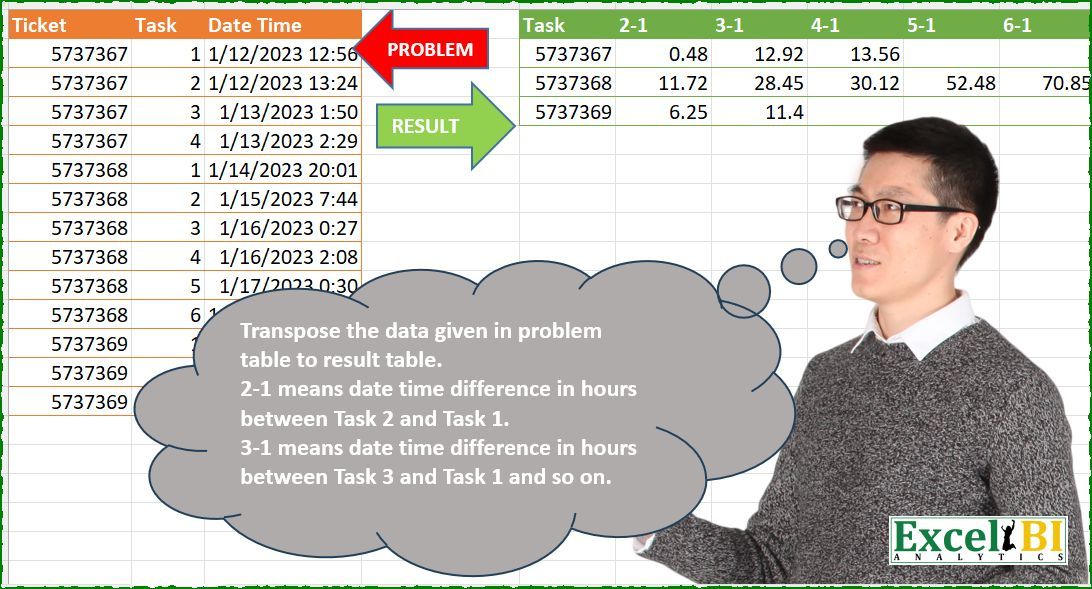 Ticket Task Date Time
5737367 1 1/12/2023 12:56
5737367 2 1/12/2023 13:24
5737367 3 1/13/2023 1:50
5737367 4 1/13/2023 2:29
5737368 1 1/14/2023 20:01
5737368 2 1/15/2023 7:44
5737368 3 1/16/2023 0:27
5737368 4 1/16/2023 2:08
5737368 5 1/17/2023 0:30
5737368 6
5737369
5737369
5737369
PROBLEM
RESULT
Task 2-1 3-1 4-1 5-1 6-1
5737367 0.48 12.92 13.56
5737368 11.72 28.45 30.12 52.48 70.85
5737369 6.25 11.4
Transpose the data given in problem
table to result table.
2-1 means date time difference in hours
between Task 2 and Task 1.
3-1 means date time difference in hours
between Task 3 and Task 1 and so on.
Excel BI
ANALYTICS